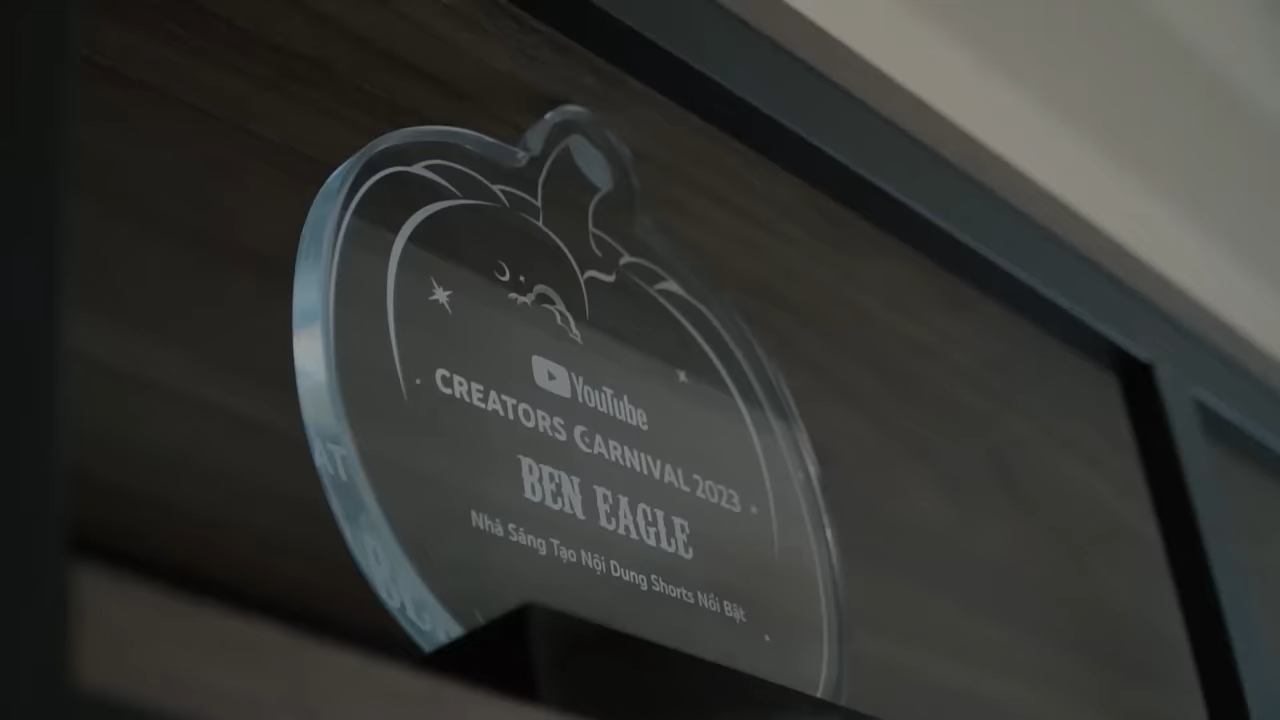 YouTube
CREATORS CARNIVAL 2023
BEN EAGLE
Nhà Sáng Tạo Nội Dung Shorts Nổi Bật